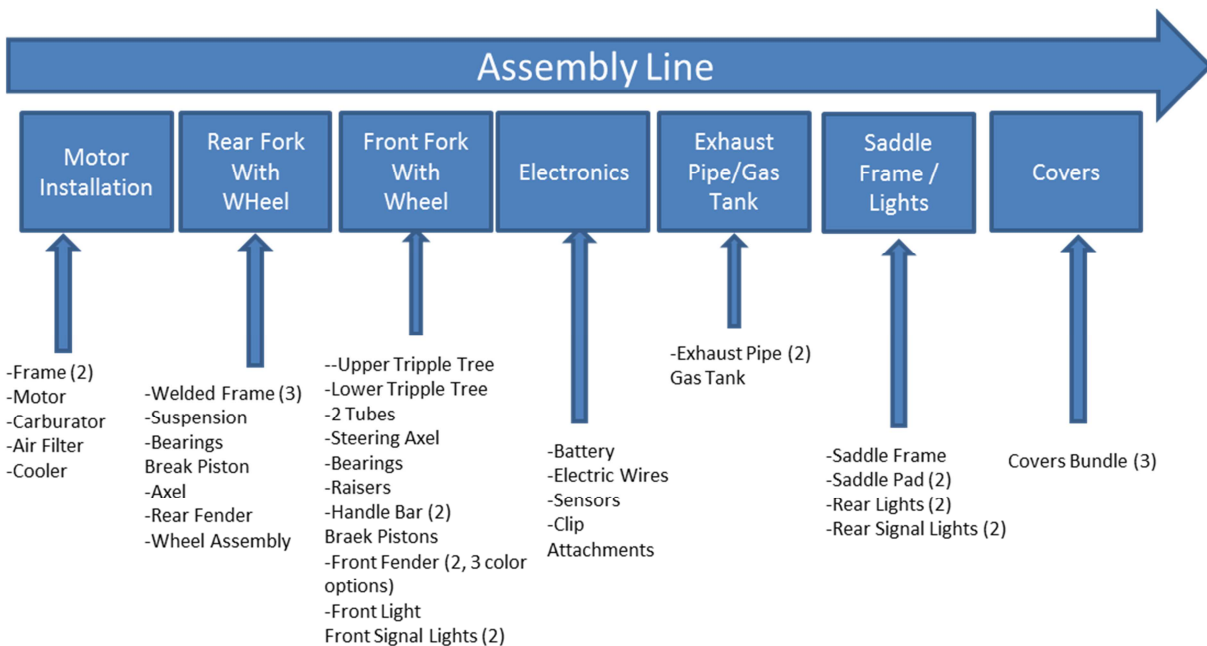 Assembly Line
Motor
Installation
Rear Fork
With
WHeel
Front Fork
With
Wheel
Electronics
Exhaust
Pipe/Gas
Tank
Saddle
Frame /
Lights
Covers
-Frame (2)
-Motor
-Carburator
-Air Filter
-Cooler
-Welded Frame (3)
-Suspension
-Bearings
Break Piston
-Axel
-Rear Fender
-Wheel Assembly
--Upper Tripple Tree
-Lower Tripple Tree
-2 Tubes
-Steering Axel
-Bearings
-Raisers
-Handle Bar (2)
Braek Pistons
-Front Fender (2, 3 color
options)
-Front Light
Front Signal Lights (2)
-Battery
-Electric Wires
-Sensors
-Clip
Attachments
-Exhaust Pipe (2)
Gas Tank
-Saddle Frame
-Saddle Pad (2)
-Rear Lights (2)
-Rear Signal Lights (2)
Covers Bundle (3)